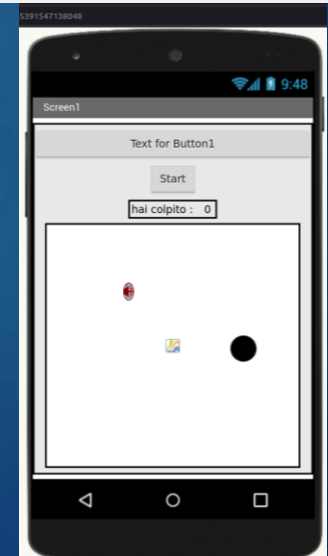 5391547138048
9:48
Screen1
Text for Button1
Start
hai colpito : 0